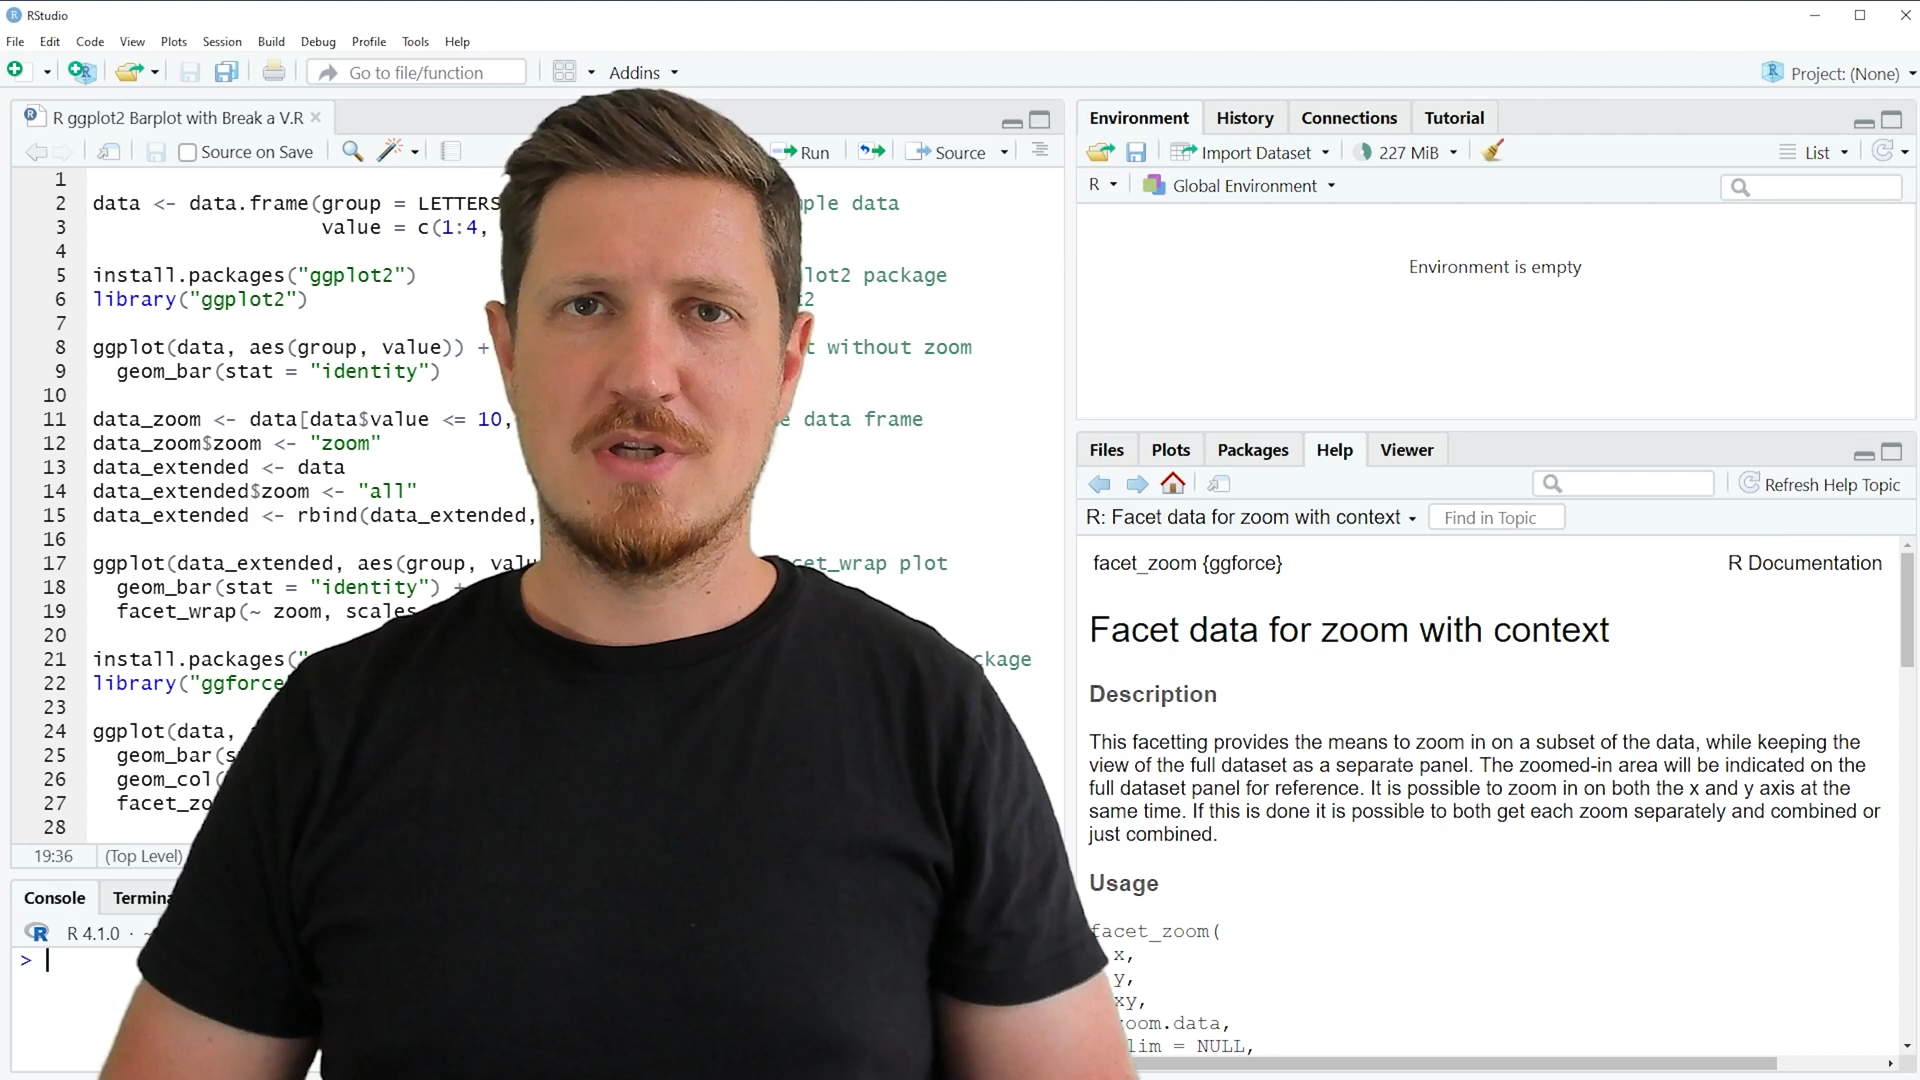 RStudio
File Edit Code View Plots Session Build Debug Profile Tools Help
Go to file/function Addins Project: (None)
R ggplot2 Barplot with Break a V.R
Source on Save Run Source
1
2 data <- data.frame(group = LETTERS data
3 value = c(1:4,
4
5 install.packages("ggplot2") package
6 library("ggplot2")
7
8 ggplot(data, aes(group, value)) + without zoom
9 geom_bar(stat = "identity")
10
11 data_zoom <- data[data$value <= 10, data frame
12 data_zoom$zoom <- "zoom"
13 data_extended <- data
14 data_extended$zoom <- "all"
15 data_extended <- rbind(data_extended,
16
17 ggplot(data_extended, aes(group, plot
18 geom_bar(stat = "identity") +
19 facet_wrap(~ zoom, scales
20
21 install.packages("
22 library("ggforce
23
24 ggplot(data,
25 geom_bar(
26 geom_col(
27
28
19:36 (Top Level)
Console
R 4.1.0 ·
>
Environment History Connections Tutorial
Import Dataset 227 MiB List
R Global Environment
Environment is empty
Files Plots Packages Help Viewer
Refresh Help Topic
R: Facet data for zoom with context Find in Topic
facet_zoom {ggforce} R Documentation
Facet data for zoom with context
Description
This facetting provides the means to zoom in on a subset of the data, while keeping the
view of the full dataset as a separate panel. The zoomed-in area will be indicated on the
full dataset panel for reference. It is possible to zoom in on both the x and y axis at the
same time. If this is done it is possible to both get each zoom separately and combined or
just combined.
Usage
facet_zoom(
x,
y,
xy,
zoom.data,
lim = NULL,